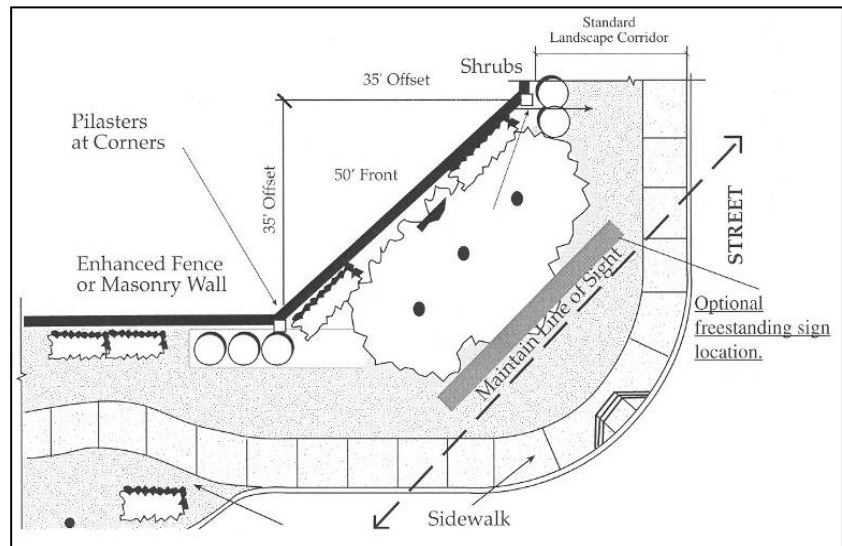 Standard
Landscape Corridor
35' Offset
Shrubs
Pilasters
at Corners
50' Front
35' Offset
STREET
Enhanced Fence
or Masonry Wall
Maintain Line of Sight
Optional
freestanding sign
location.
Sidewalk